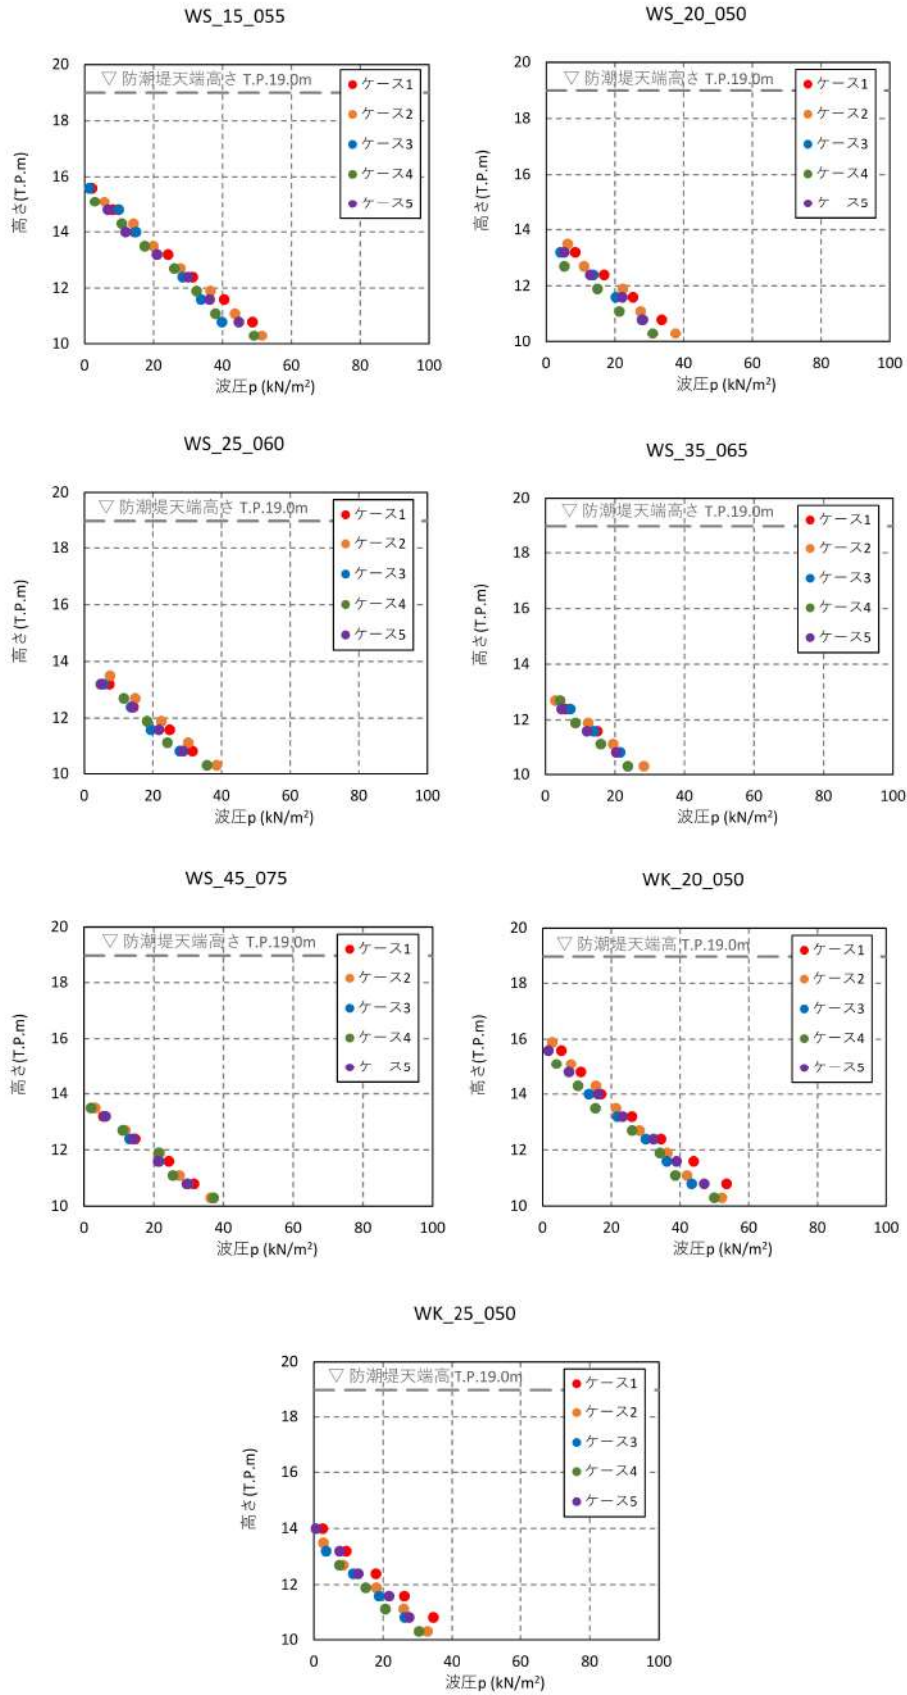 WS_15_055
20
18
16
14
12
10
高さ(T.P.m)
▽ 防潮堤天端高さ T.P.19.0m
ケース1
ケース2
ケース3
ケース4
ケース5
0 20 40 60 80 100
波圧p (kN/m²)
WS_20_050
20
18
16
14
12
10
高さ(T.P.m)
▽ 防潮堤天端高さ T.P.19.0m
ケース1
ケース2
ケース3
ケース4
ケ ース5
0 20 40 60 80 100
波圧p (kN/m²)
WS_25_060
20
18
16
14
12
10
高さ(T.P.m)
▽ 防潮堤天端高さ T.P.19.0m
ケース1
ケース2
ケース3
ケース4
ケース5
0 20 40 60 80 100
波圧p (kN/m²)
WS_35_065
20
18
16
14
12
10
高さ(T.P.m)
▽ 防潮堤天端高さ T.P.19.0m
ケース1
ケース2
ケース3
ケース4
ケース5
0 20 40 60 80 100
波圧p (kN/m²)
WS_45_075
20
18
16
14
12
10
高さ(T.P.m)
▽ 防潮堤天端高さ T.P.19.0m
ケース1
ケース2
ケース3
ケース4
ケ ース5
0 20 40 60 80 100
波圧p (kN/m²)
WK_20_050
20
18
16
14
12
10
高さ(T.P.m)
▽ 防潮堤天端高さ T.P.19.0m
ケース1
ケース2
ケース3
ケース4
ケース5
0 20 40 60 80 100
波圧p (kN/m²)
WK_25_050
20
18
16
14
12
10
高さ(T.P.m)
▽ 防潮堤天端高 T.P.19.0m
ケース1
ケース2
ケース3
ケース4
ケース5
0 20 40 60 80 100
波圧p (kN/m²)